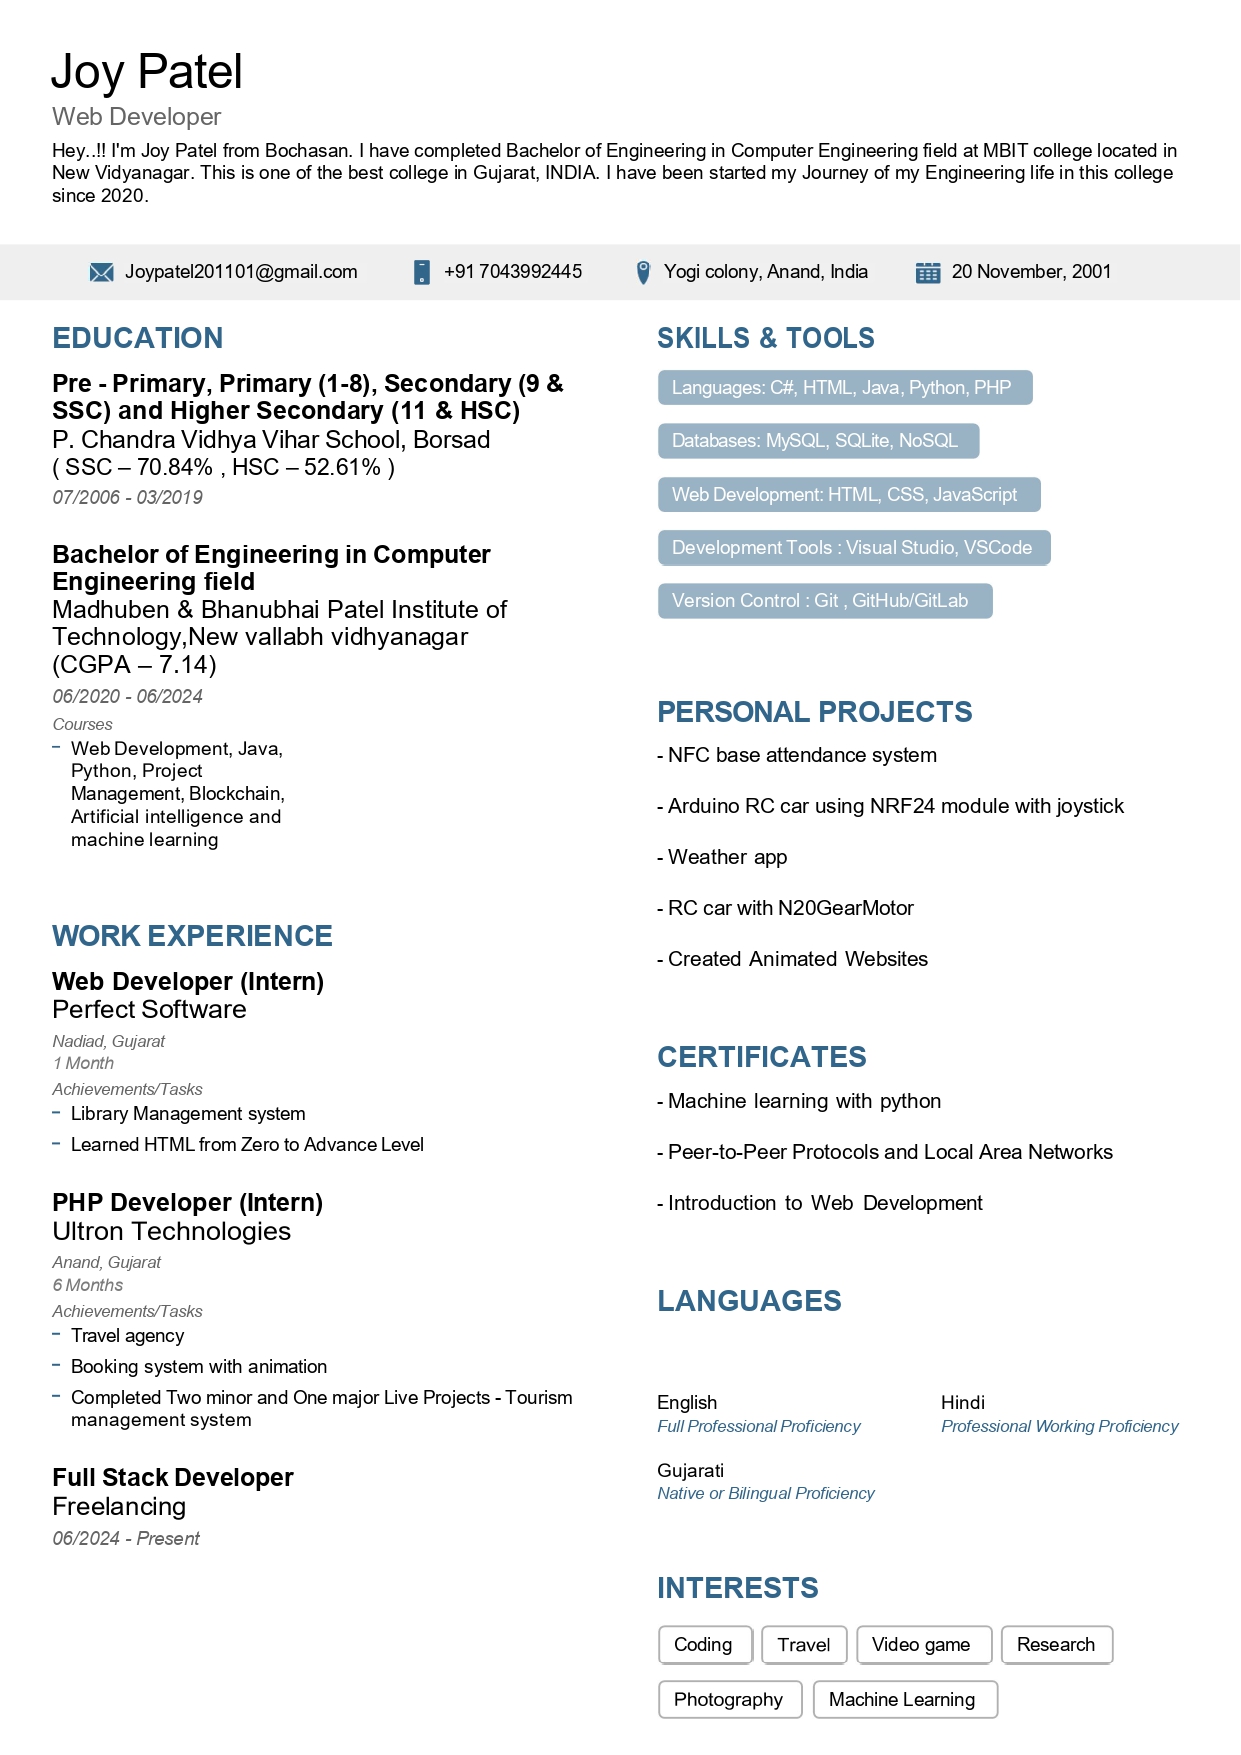 Joy Patel
Web Developer
Hey..!! I'm Joy Patel from Bochasan. I have completed Bachelor of Engineering in Computer Engineering field at MBIT college located in
New Vidyanagar. This is one of the best college in Gujarat, INDIA. I have been started my Journey of my Engineering life in this college
since 2020.
Joypatel201101@gmail.com
+91 7043992445
Yogi colony, Anand, India
20 November, 2001
EDUCATION
Pre - Primary, Primary (1-8), Secondary (9 &
SSC) and Higher Secondary (11 & HSC)
P. Chandra Vidhya Vihar School, Borsad
( SSC – 70.84% , HSC – 52.61% )
07/2006 - 03/2019
Bachelor of Engineering in Computer
Engineering field
Madhuben & Bhanubhai Patel Institute of
Technology,New vallabh vidhyanagar
(CGPA – 7.14)
06/2020 - 06/2024
Courses
– Web Development, Java,
Python, Project
Management, Blockchain,
Artificial intelligence and
machine learning
WORK EXPERIENCE
Web Developer (Intern)
Perfect Software
Nadiad, Gujarat
1 Month
Achievements/Tasks
– Library Management system
– Learned HTML from Zero to Advance Level
PHP Developer (Intern)
Ultron Technologies
Anand, Gujarat
6 Months
Achievements/Tasks
– Travel agency
– Booking system with animation
– Completed Two minor and One major Live Projects - Tourism
management system
Full Stack Developer
Freelancing
06/2024 - Present
SKILLS & TOOLS
Languages: C#, HTML, Java, Python, PHP
Databases: MySQL, SQLite, NoSQL
Web Development: HTML, CSS, JavaScript
Development Tools : Visual Studio, VSCode
Version Control : Git , GitHub/GitLab
PERSONAL PROJECTS
- NFC base attendance system
- Arduino RC car using NRF24 module with joystick
- Weather app
- RC car with N20GearMotor
- Created Animated Websites
CERTIFICATES
- Machine learning with python
- Peer-to-Peer Protocols and Local Area Networks
- Introduction to Web Development
LANGUAGES
English
Full Professional Proficiency
Hindi
Professional Working Proficiency
Gujarati
Native or Bilingual Proficiency
INTERESTS
Coding
Travel
Video game
Research
Photography
Machine Learning